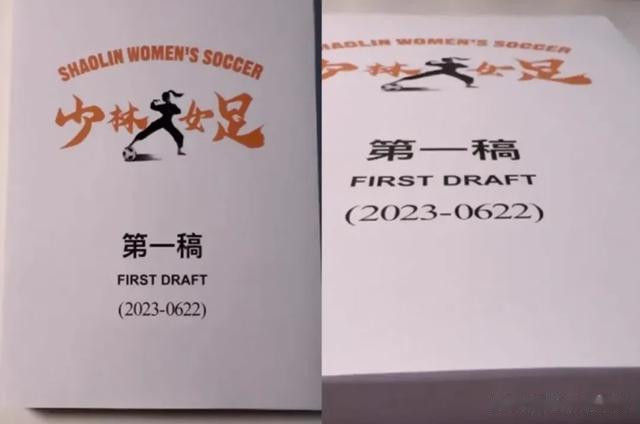 SHAOLIN WOMEN'S SOCCER
少林女足
第一稿
FIRST DRAFT
(2023-0622)
SHAOLIN WOMEN'S SOCCER
少林女足
第一稿
FIRST DRAFT
(2023-0622)